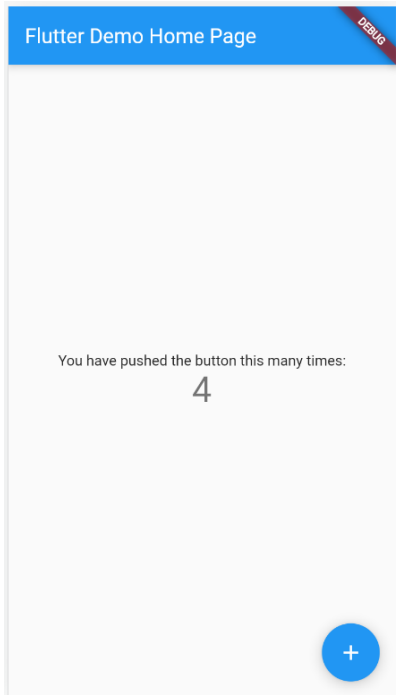 Flutter Demo Home Page
DEBUG
You have pushed the button this many times:
4
+